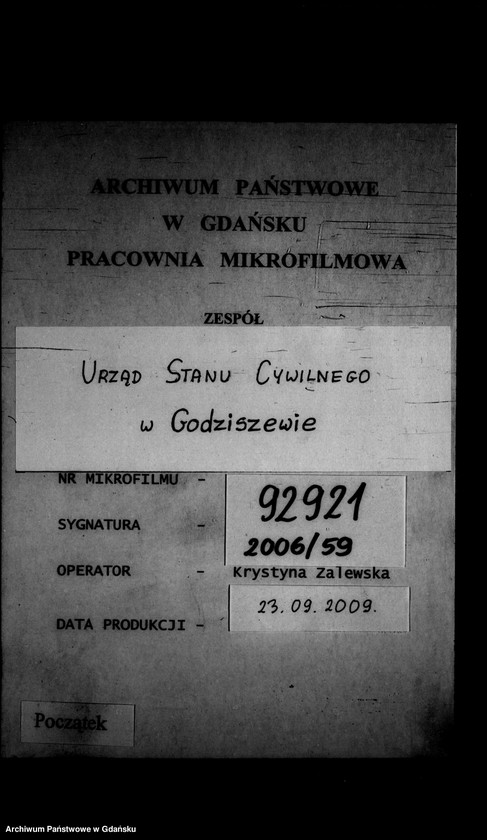 ARCHIWUM PAŃSTWOWE
W GDAŃSKU
PRACOWNIA MIKROFILMOWA
ZESPÓŁ
URZĄD STANU CYWILNEGO
w Godziszewie
NR MIKROFILMU - 92921
SYGNATURA - 2006/59
OPERATOR - Krystyna Zalewska
DATA PRODUKCJI - 23.09.2009.
Początek
Archiwum Państwowe w Gdańsku